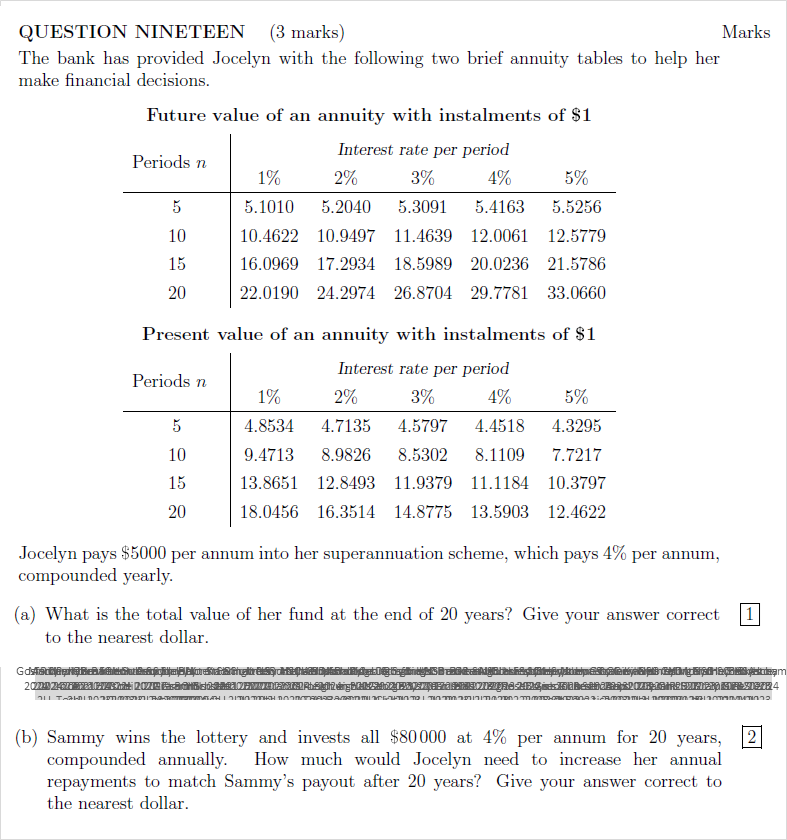 QUESTION NINETEEN (3 marks) Marks
The bank has provided Jocelyn with the following two brief annuity tables to help her
make financial decisions.
Future value of an annuity with instalments of $1
Periods n
Interest rate per period
1% 2% 3% 4% 5%
5 5.1010 5.2040 5.3091 5.4163 5.5256
10 10.4622 10.9497 11.4639 12.0061 12.5779
15 16.0969 17.2934 18.5989 20.0236 21.5786
20 22.0190 24.2974 26.8704 29.7781 33.0660
Present value of an annuity with instalments of $1
Periods n
Interest rate per period
1% 2% 3% 4% 5%
5 4.8534 4.7135 4.5797 4.4518 4.3295
10 9.4713 8.9826 8.5302 8.1109 7.7217
15 13.8651 12.8493 11.9379 11.1184 10.3797
20 18.0456 16.3514 14.8775 13.5903 12.4622
Jocelyn pays $5000 per annum into her superannuation scheme, which pays 4% per annum,
compounded yearly.
(a) What is the total value of her fund at the end of 20 years? Give your answer correct 1
to the nearest dollar.
(b) Sammy wins the lottery and invests all $80 000 at 4% per annum for 20 years, 2
compounded annually. How much would Jocelyn need to increase her annual
repayments to match Sammy's payout after 20 years? Give your answer correct to
the nearest dollar.